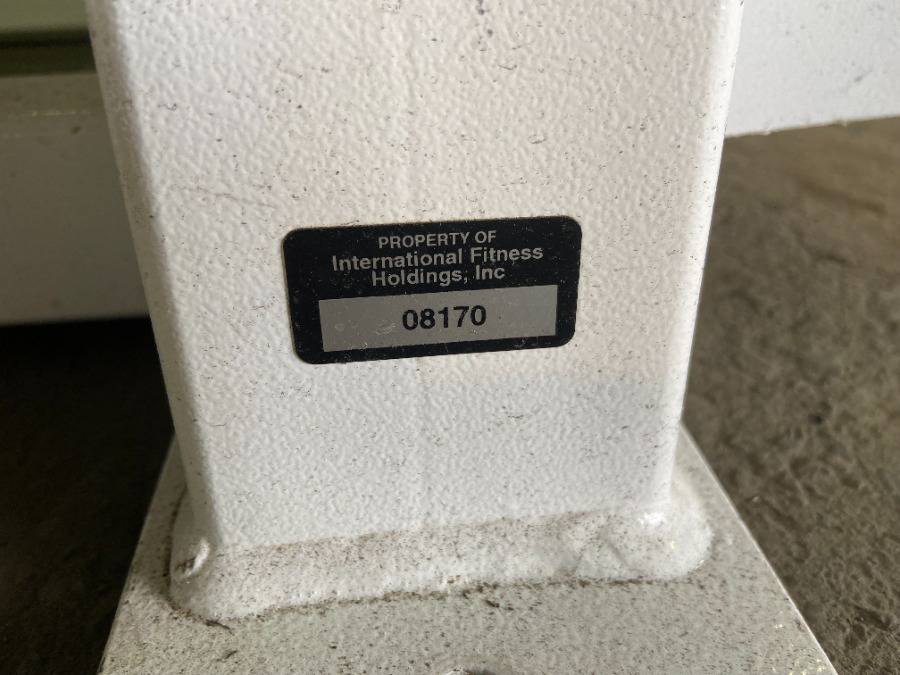 PROPERTY OF
International Fitness
Holdings, Inc
08170